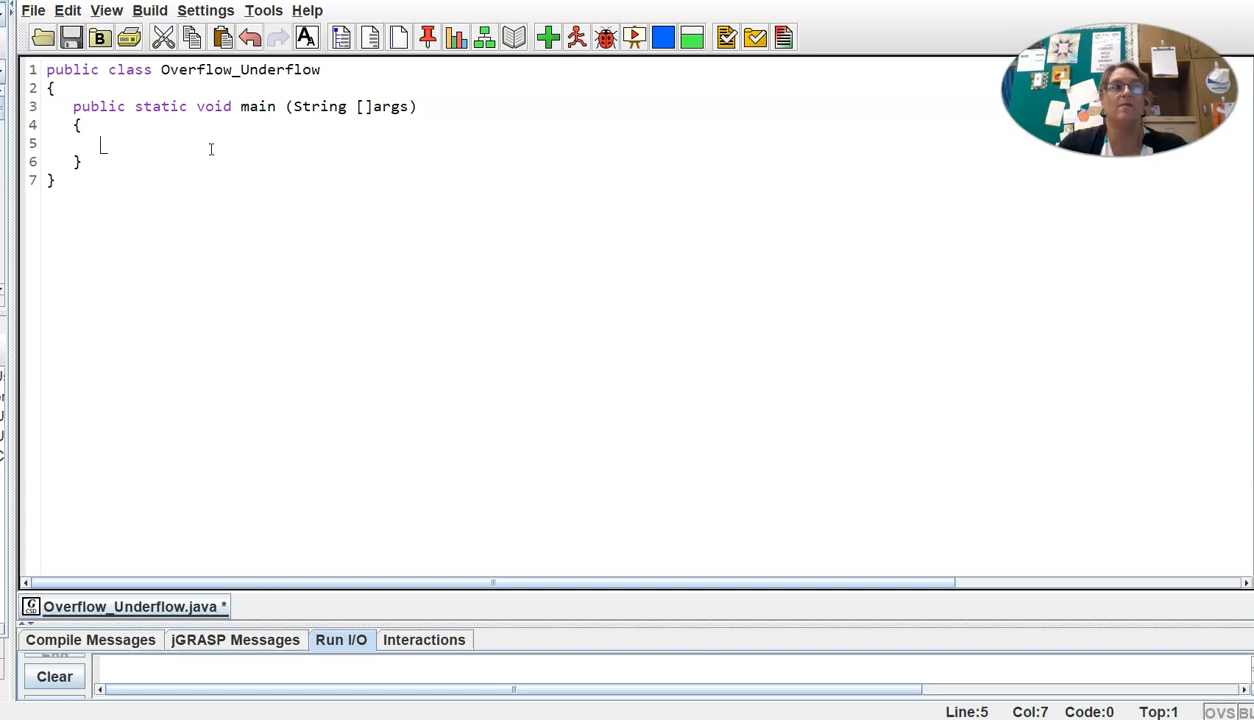 File Edit View Build Settings Tools Help
1 public class Overflow_Underflow
2 {
3 public static void main (String []args)
4 {
5
6 }
7 }
Overflow_Underflow.java *
Compile Messages jGRASP Messages Run I/O Interactions
Clear
Line:5 Col:7 Code:0 Top:1 OVS